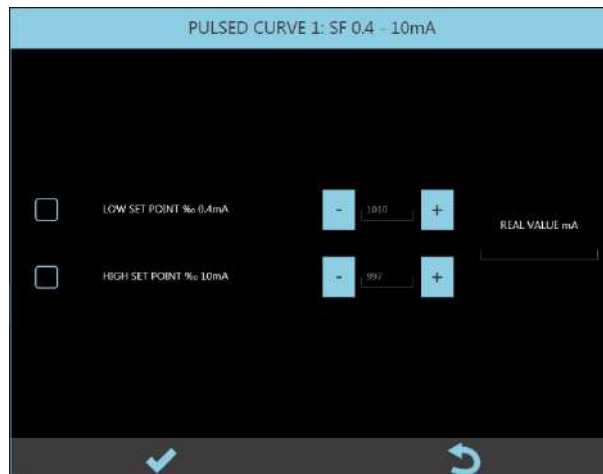 PULSED CURVE 1: SF 0.4 - 10mA
LOW SET POINT ‰ 0.4mA - 1010 +
REAL VALUE mA
HIGH SET POINT ‰ 10mA - 997 +